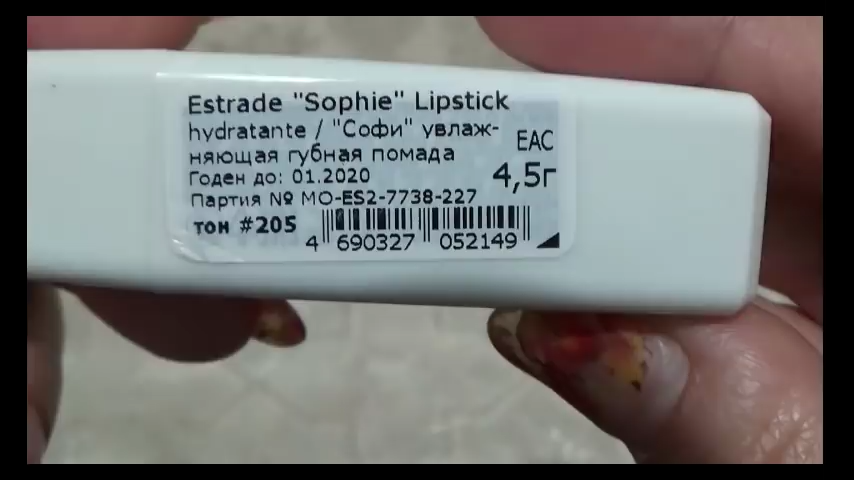 Estrade "Sophie" Lipstick
hydratante / "Софи" увлаж-
няющая губная помада
EAC
Годен до: 01.2020
4,5г
Партия № MO-ES2-7738-227
тон #205
4 690327 052149